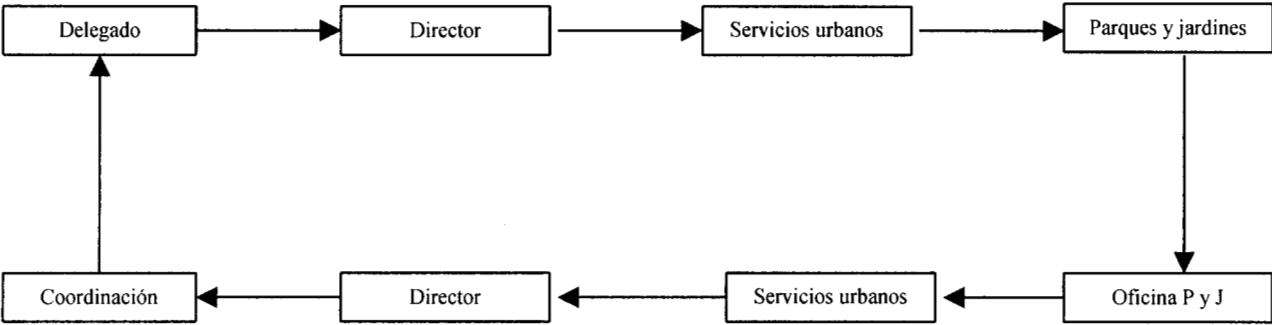 Delegado
Director
Servicios urbanos
Parques y jardines
Coordinación
Director
Servicios urbanos
Oficina P y J